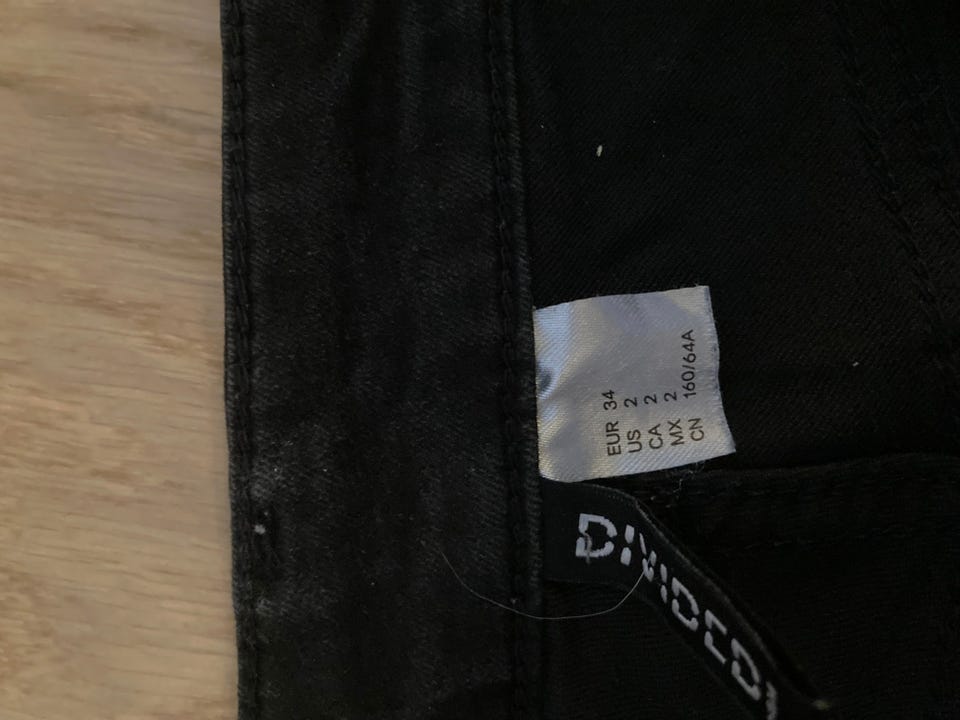 EUR 34
US 2
CA 2
MX 2
CN 160/64A
DIVIDED